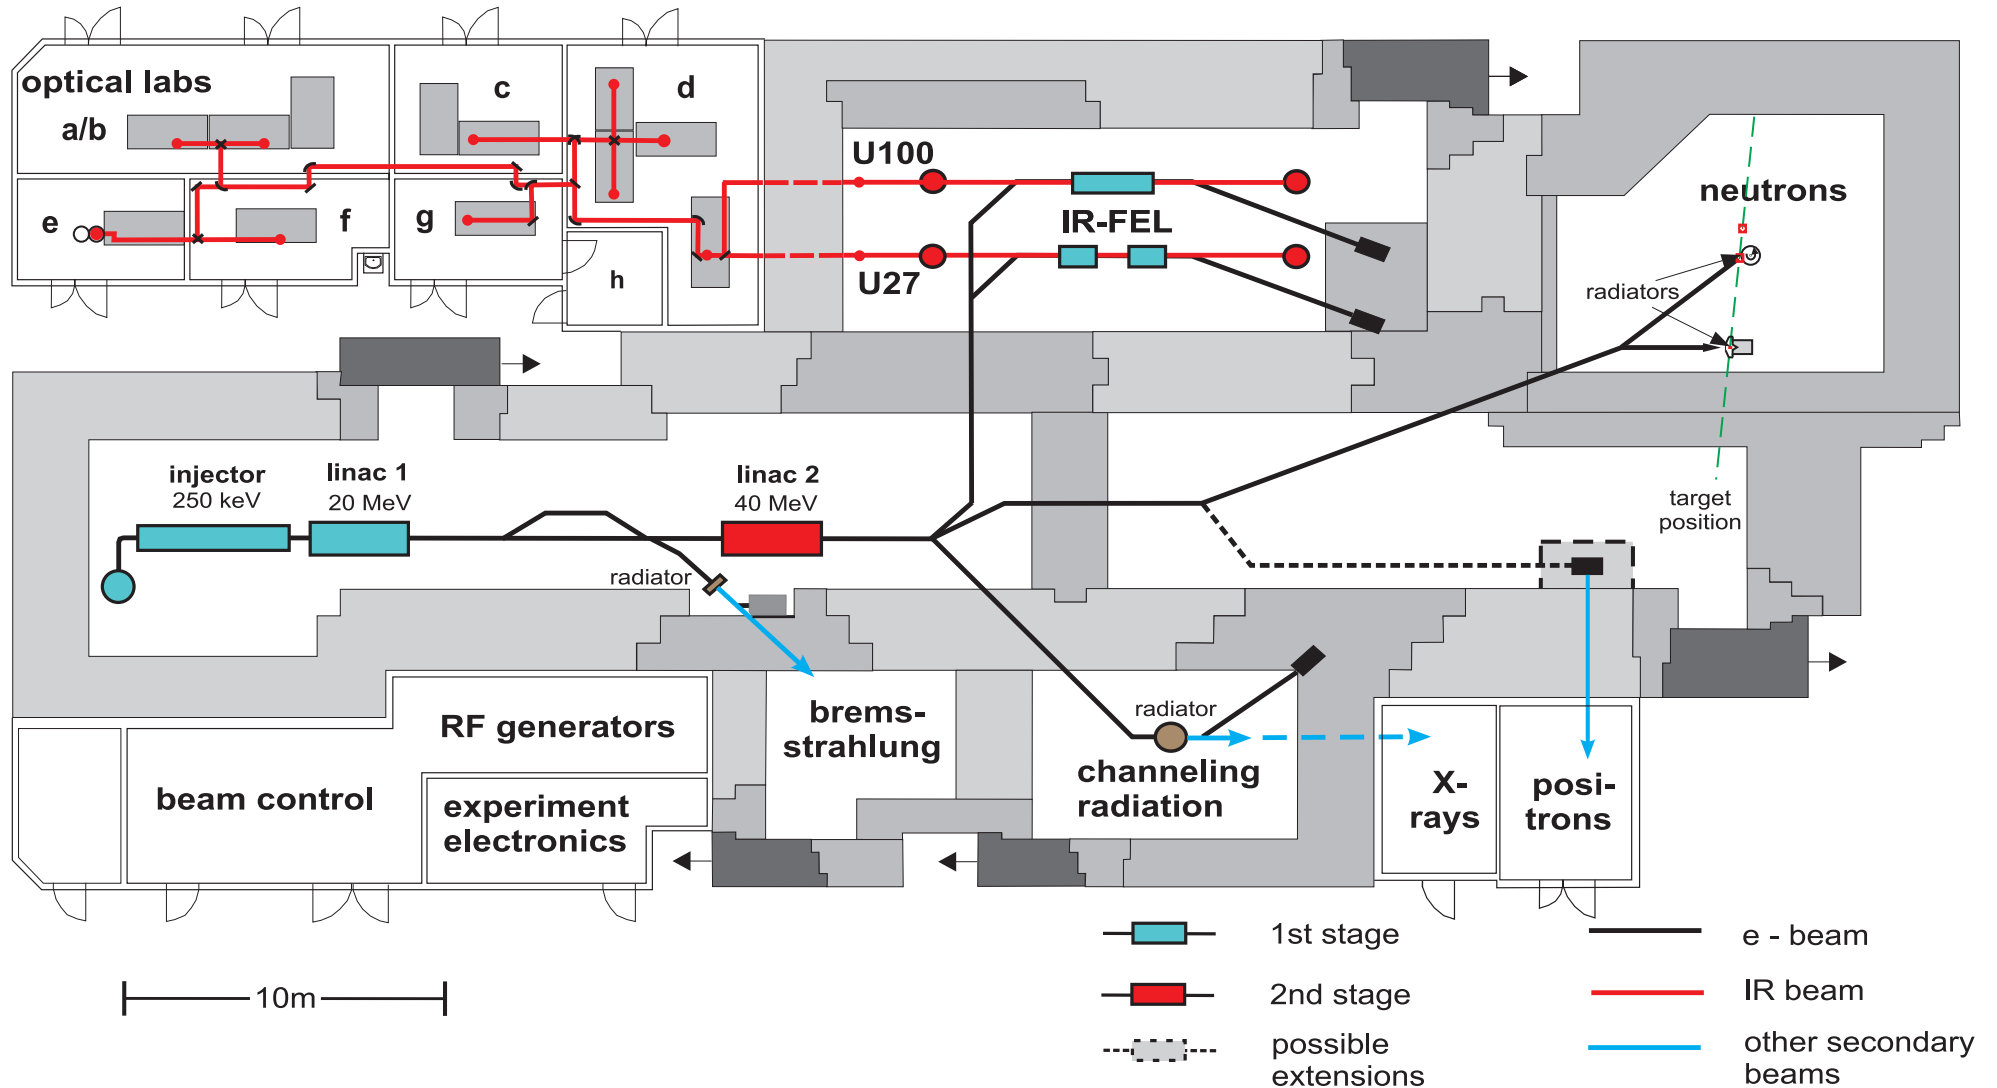 optical labs
a/b
c
d
e
f
g
h
U100
U27
IR-FEL
neutrons
radiators
target
position
injector
250 keV
linac 1
20 MeV
linac 2
40 MeV
radiator
brems-
strahlung
radiator
channeling
radiation
X-
rays
posi-
trons
RF generators
beam control
experiment
electronics
10m
1st stage
2nd stage
possible
extensions
e - beam
IR beam
other secondary
beams